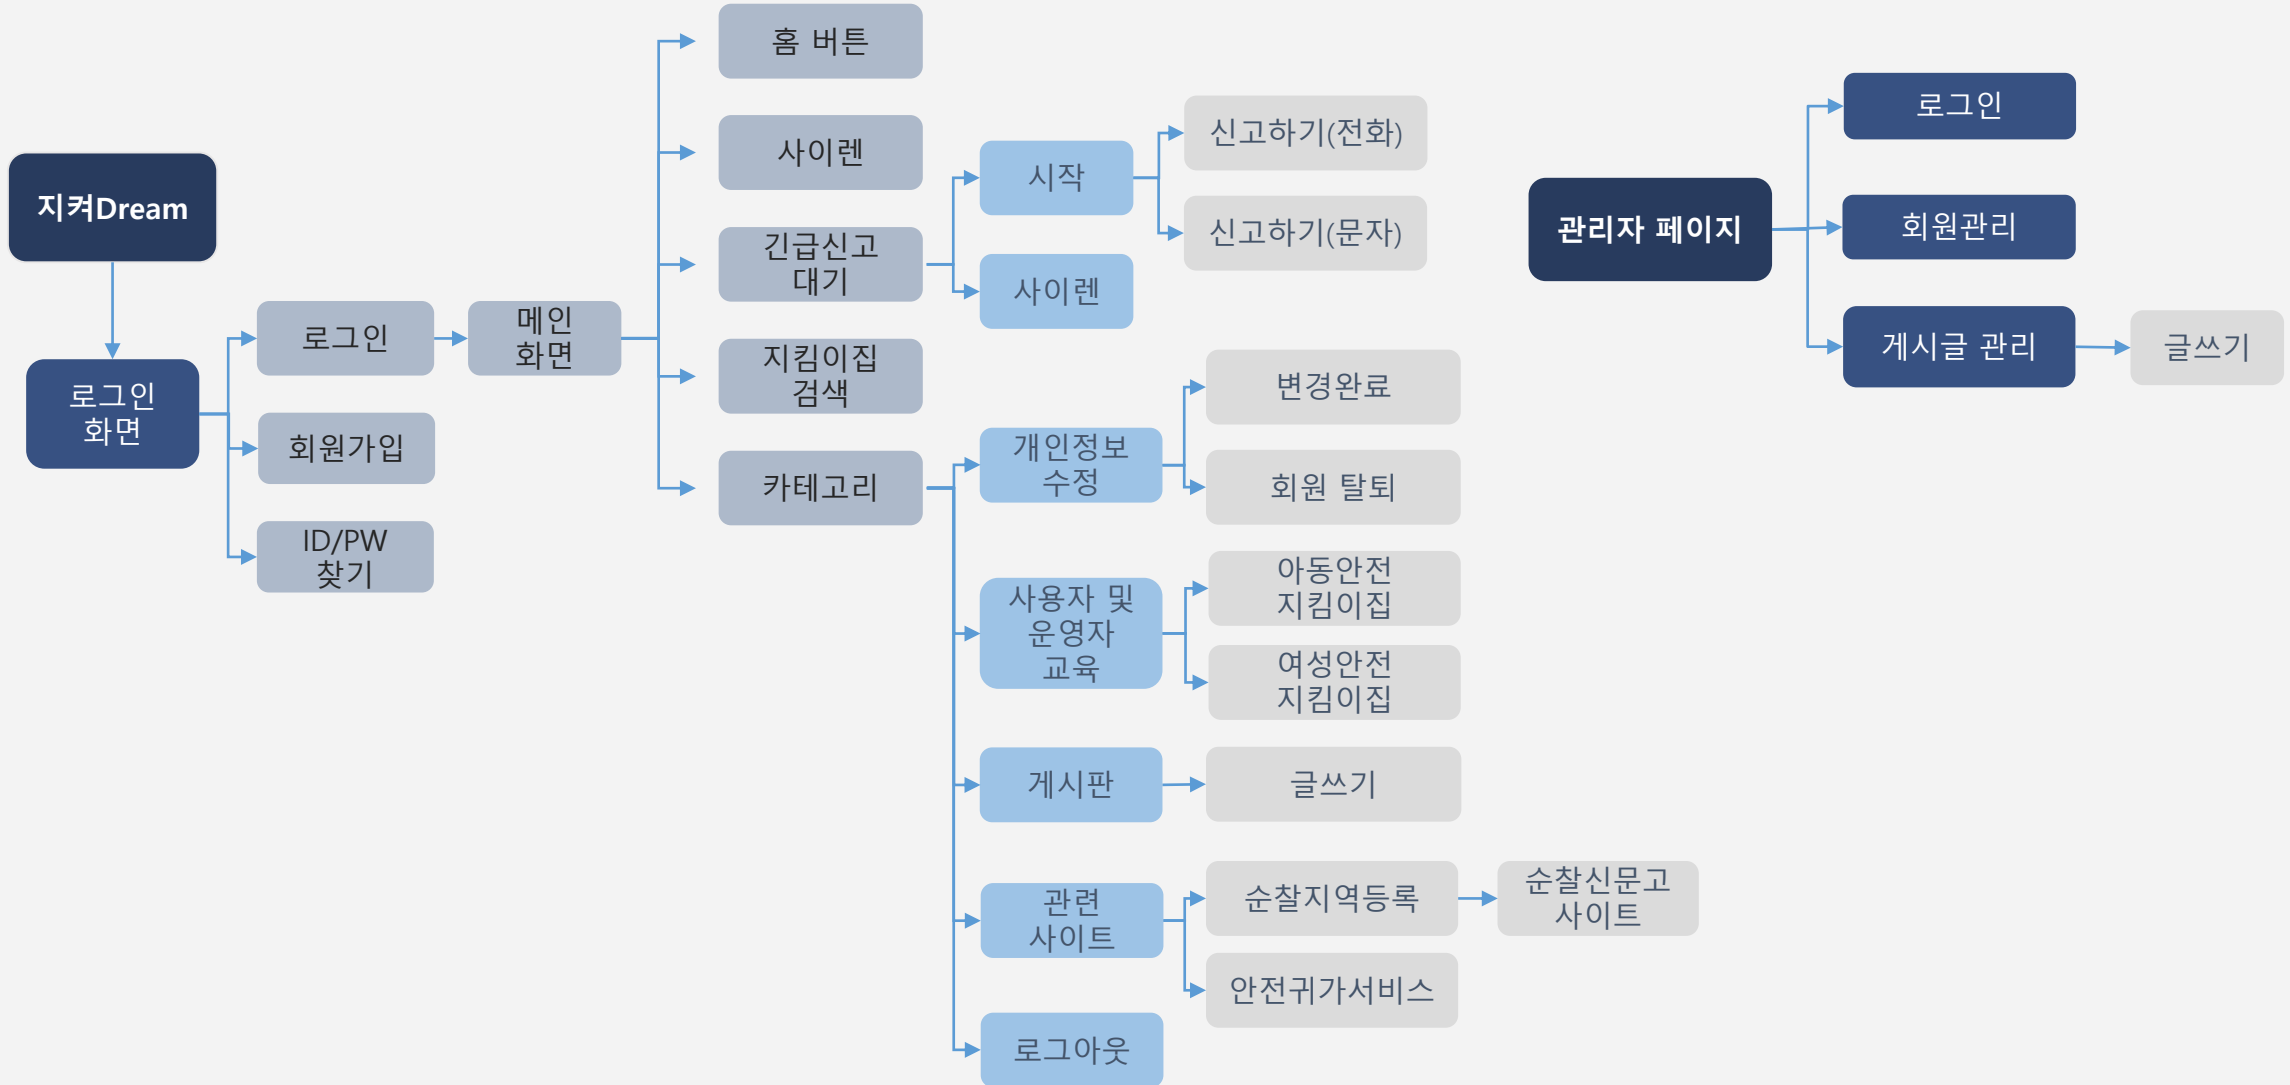 지켜Dream
로그인
화면
로그인
회원가입
ID/PW
찾기
메인
화면
홈 버튼
사이렌
긴급신고
대기
지킴이집
검색
카테고리
시작
사이렌
신고하기(전화)
신고하기(문자)
개인정보
수정
변경완료
회원 탈퇴
사용자 및
운영자
교육
아동안전
지킴이집
여성안전
지킴이집
게시판
글쓰기
관련
사이트
순찰지역등록
순찰신문고
사이트
안전귀가서비스
로그아웃
관리자 페이지
로그인
회원관리
게시글 관리
글쓰기